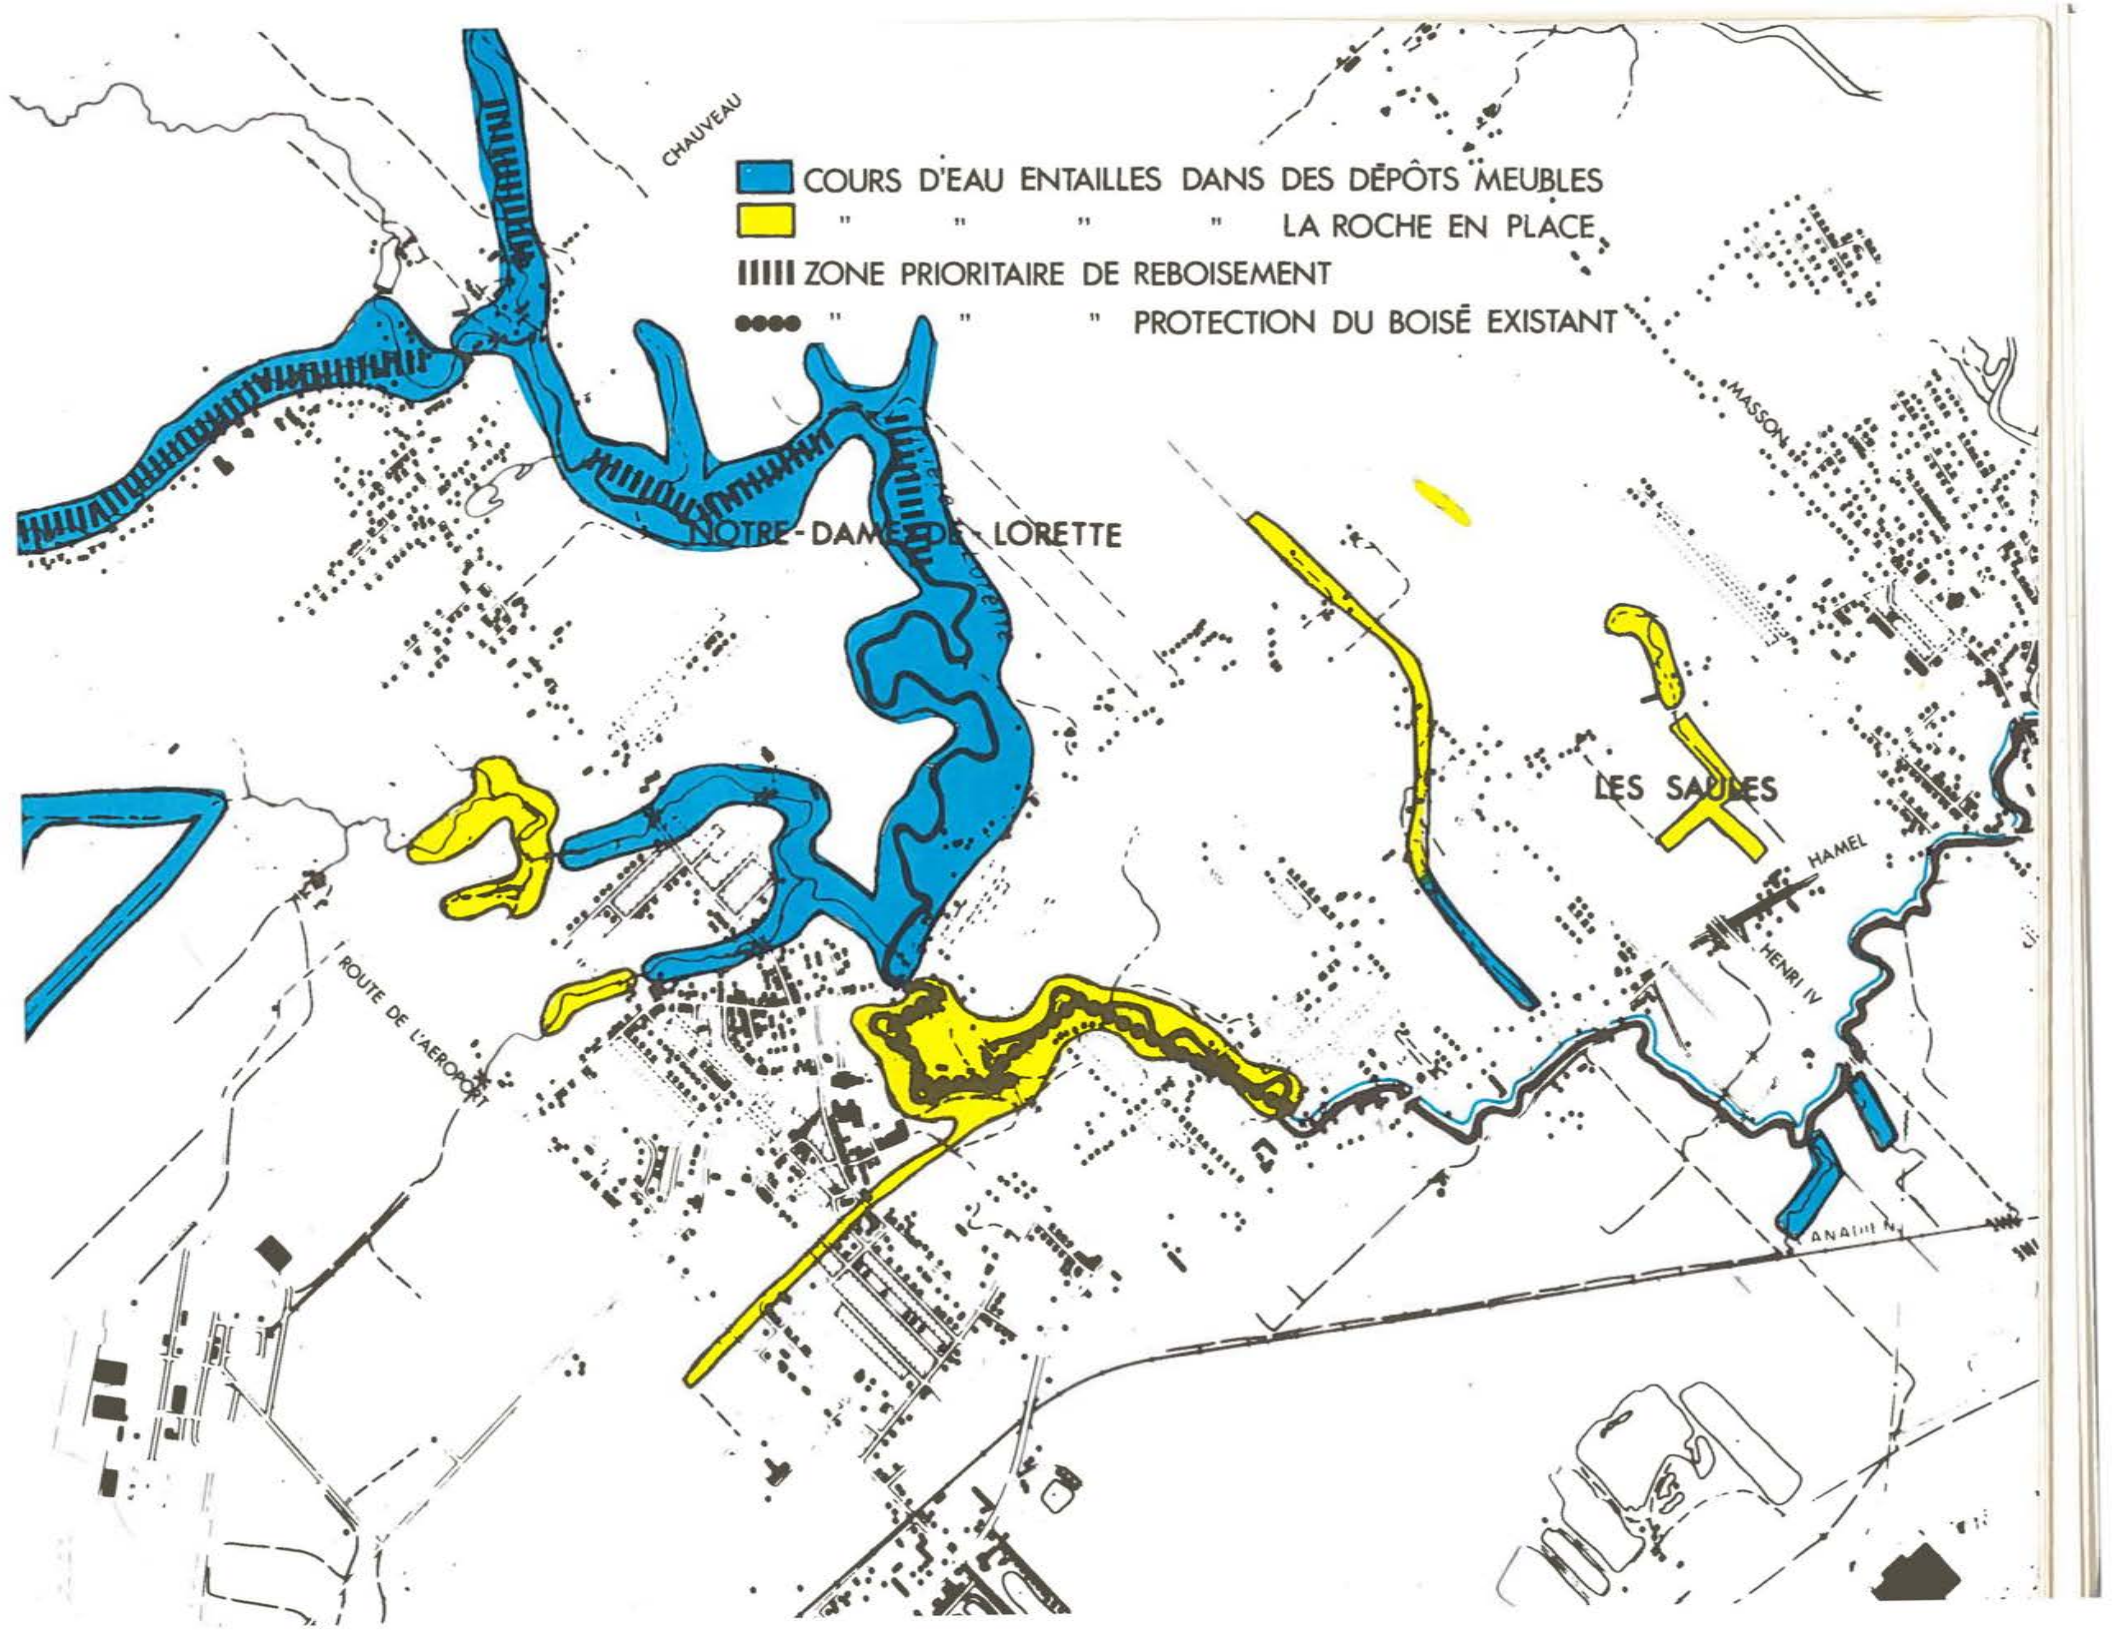 CHAUVEAU
COURS D'EAU ENTAILLES DANS DES DÉPÔTS MEUBLES
" " " " LA ROCHE EN PLACE
ZONE PRIORITAIRE DE REBOISEMENT
" " " PROTECTION DU BOISÉ EXISTANT
MASSON
NOTRE-DAME-DE-LORETTE
LES SAULES
HAMEL
HENRI IV
ROUTE DE L'AEROPORT